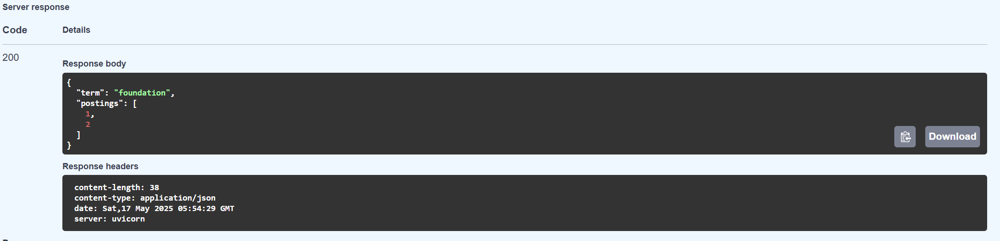 Server response
Code Details
200
Response body
{
  "term": "foundation",
  "postings": [
    1,
    2
  ]
}
Download
Response headers
content-length: 38
content-type: application/json
date: Sat,17 May 2025 05:54:29 GMT
server: uvicorn